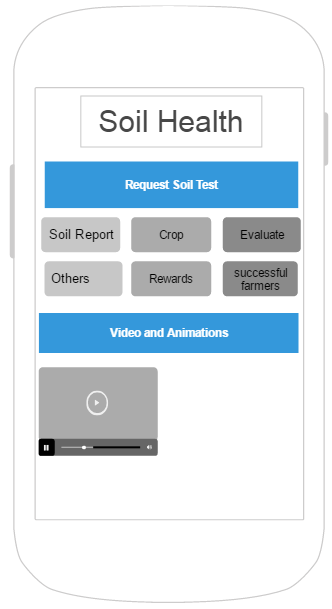 Soil Health
Request Soil Test
Soil Report
Crop
Evaluate
Others
Rewards
successful
farmers
Video and Animations